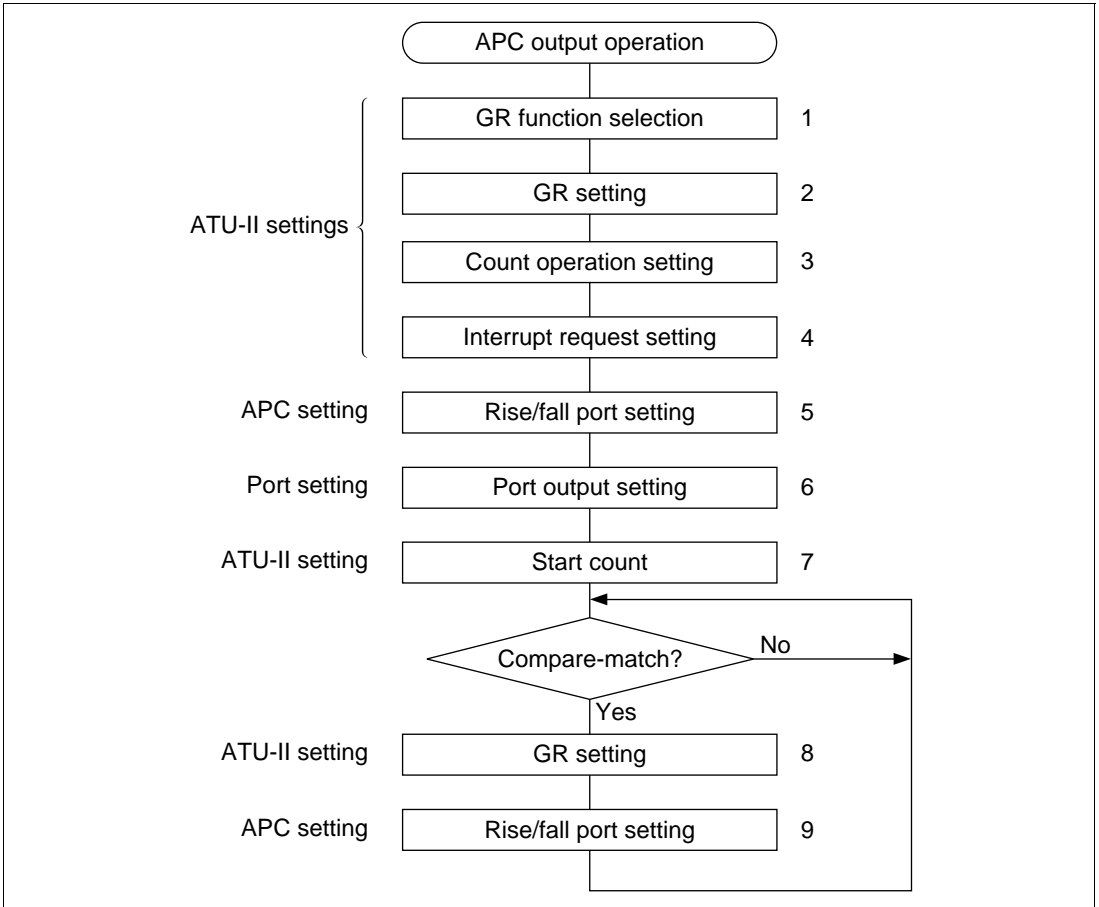 APC output operation
GR function selection 1
GR setting 2
ATU-II settings
Count operation setting 3
Interrupt request setting 4
APC setting Rise/fall port setting 5
Port setting Port output setting 6
ATU-II setting Start count 7
Compare-match? No
Yes
ATU-II setting GR setting 8
APC setting Rise/fall port setting 9